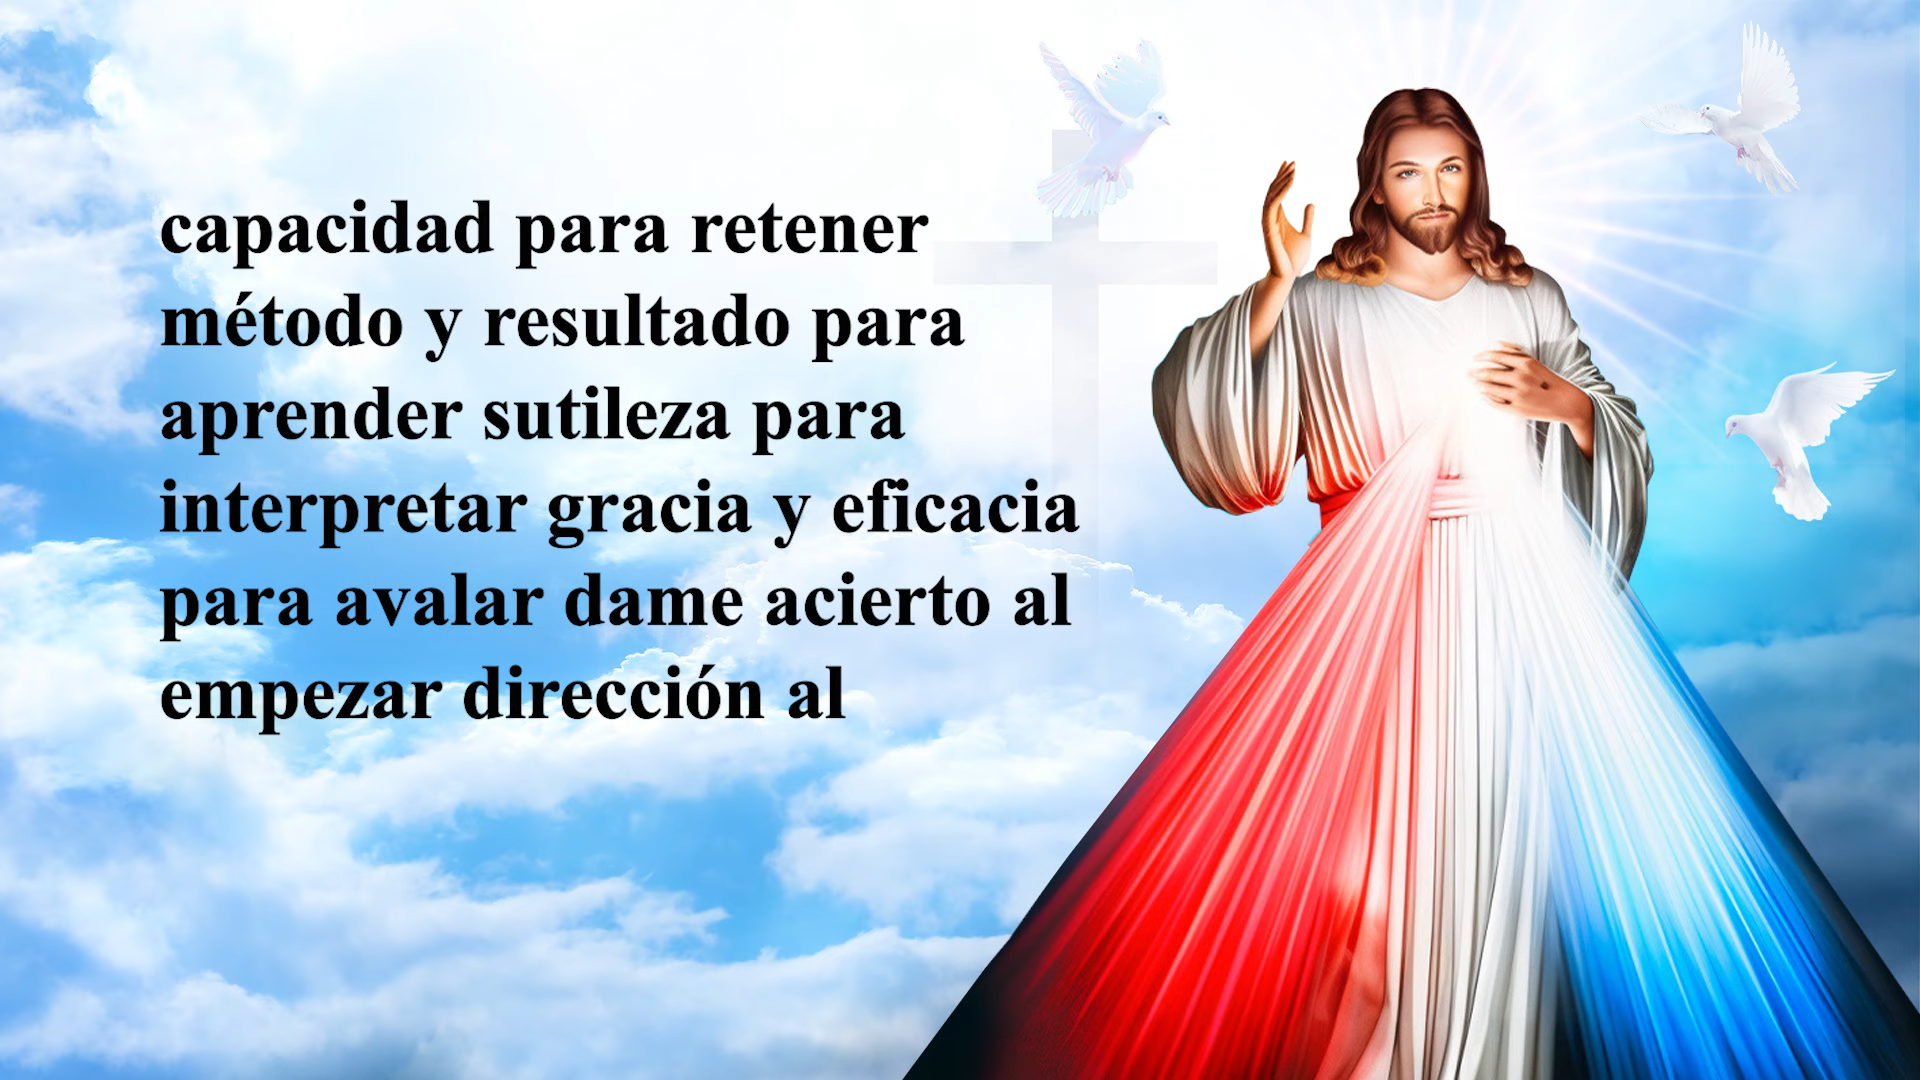 capacidad para retener
método y resultado para
aprender sutileza para
interpretar gracia y eficacia
para avalar dame acierto al
empezar dirección al